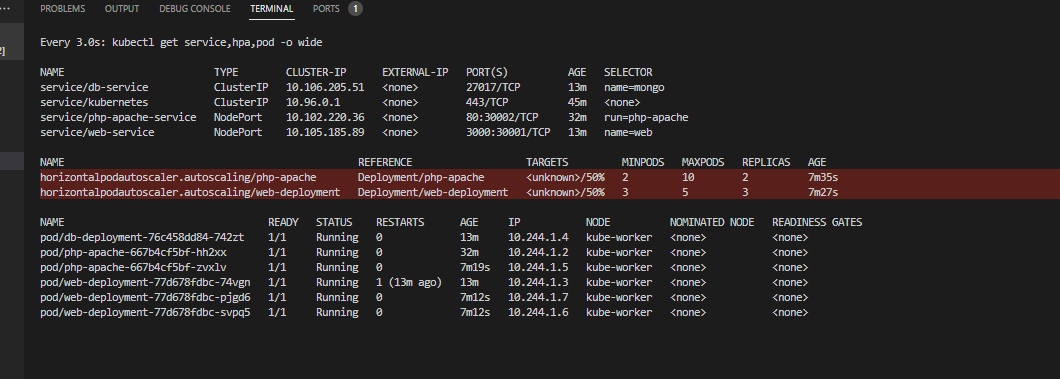 PROBLEMS OUTPUT DEBUG CONSOLE TERMINAL PORTS 1
Every 3.0s: kubectl get service,hpa,pod -o wide
NAME TYPE CLUSTER-IP EXTERNAL-IP PORT(S) AGE SELECTOR
service/db-service ClusterIP 10.106.205.51 <none> 27017/TCP 13m name=mongo
service/kubernetes ClusterIP 10.96.0.1 <none> 443/TCP 45m <none>
service/php-apache-service NodePort 10.102.220.36 <none> 80:30002/TCP 32m run=php-apache
service/web-service NodePort 10.105.185.89 <none> 3000:30001/TCP 13m name=web
NAME REFERENCE TARGETS MINPODS MAXPODS REPLICAS AGE
horizontalpodautoscaler.autoscaling/php-apache Deployment/php-apache <unknown>/50% 2 10 2 7m35s
horizontalpodautoscaler.autoscaling/web-deployment Deployment/web-deployment <unknown>/50% 3 5 3 7m27s
NAME READY STATUS RESTARTS AGE IP NODE NOMINATED NODE READINESS GATES
pod/db-deployment-76c458dd84-742zt 1/1 Running 0 13m 10.244.1.4 kube-worker <none> <none>
pod/php-apache-667b4cf5bf-hh2xx 1/1 Running 0 32m 10.244.1.2 kube-worker <none> <none>
pod/php-apache-667b4cf5bf-zvxlv 1/1 Running 0 7m19s 10.244.1.5 kube-worker <none> <none>
pod/web-deployment-77d678fdbc-74vgn 1/1 Running 1 (13m ago) 13m 10.244.1.3 kube-worker <none> <none>
pod/web-deployment-77d678fdbc-pjgd6 1/1 Running 0 7m12s 10.244.1.7 kube-worker <none> <none>
pod/web-deployment-77d678fdbc-svpq5 1/1 Running 0 7m12s 10.244.1.6 kube-worker <none> <none>